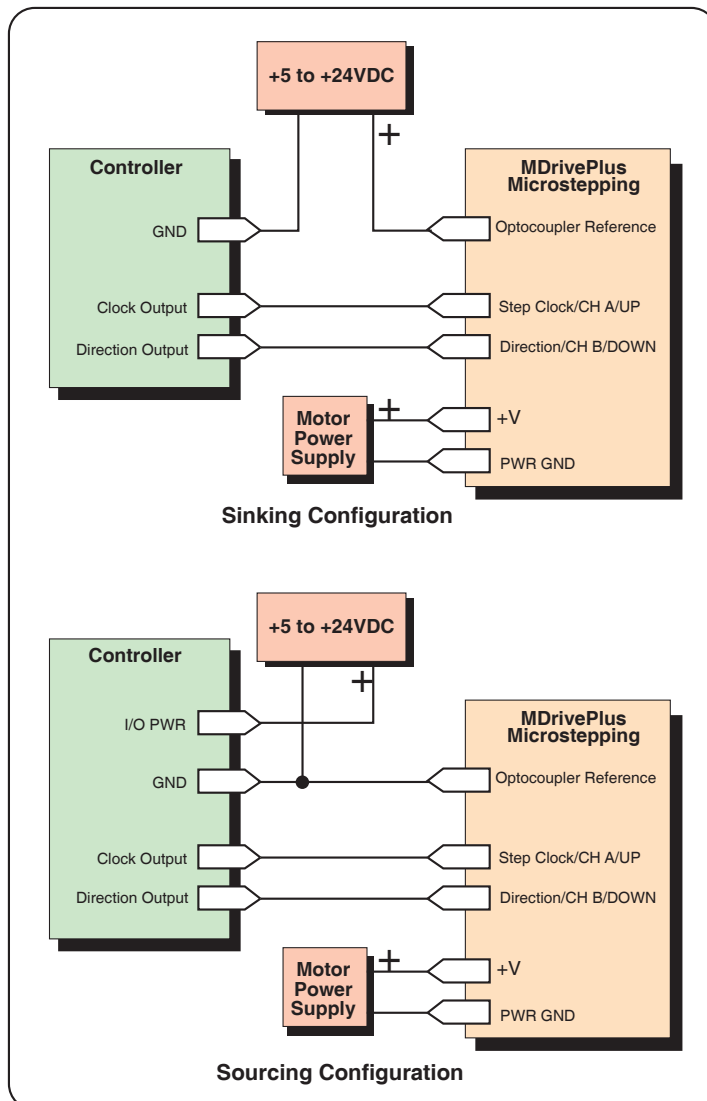 +5 to +24VDC
+
Controller
MDrivePlus
Microstepping
GND
Optocoupler Reference
Clock Output
Step Clock/CH A/UP
Direction Output
Direction/CH B/DOWN
Motor
Power
Supply
+
+V
PWR GND
Sinking Configuration
+5 to +24VDC
+
Controller
MDrivePlus
Microstepping
I/O PWR
GND
Optocoupler Reference
Clock Output
Step Clock/CH A/UP
Direction Output
Direction/CH B/DOWN
Motor
Power
Supply
+
+V
PWR GND
Sourcing Configuration